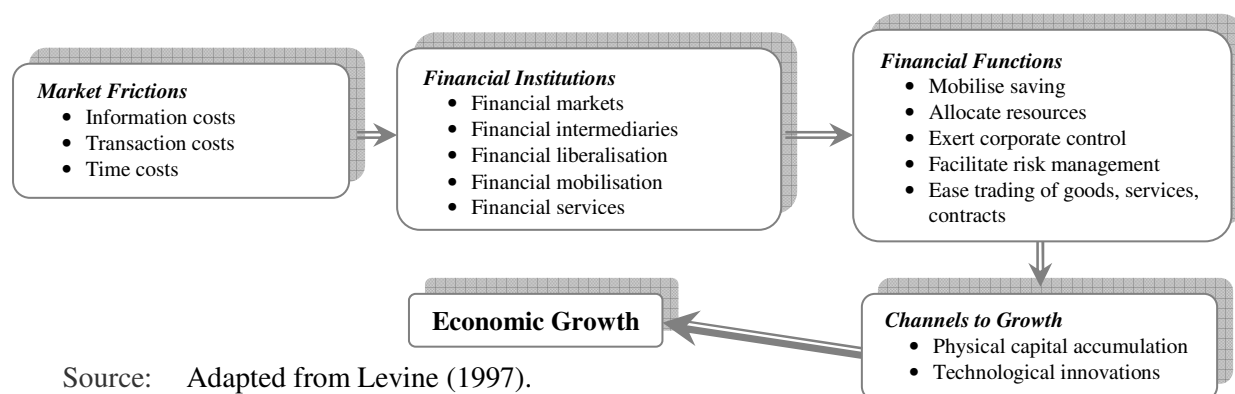 Market Frictions
• Information costs
• Transaction costs
• Time costs
Financial Institutions
• Financial markets
• Financial intermediaries
• Financial liberalisation
• Financial mobilisation
• Financial services
Financial Functions
• Mobilise saving
• Allocate resources
• Exert corporate control
• Facilitate risk management
• Ease trading of goods, services,
contracts
Channels to Growth
• Physical capital accumulation
• Technological innovations
Economic Growth
Source: Adapted from Levine (1997).